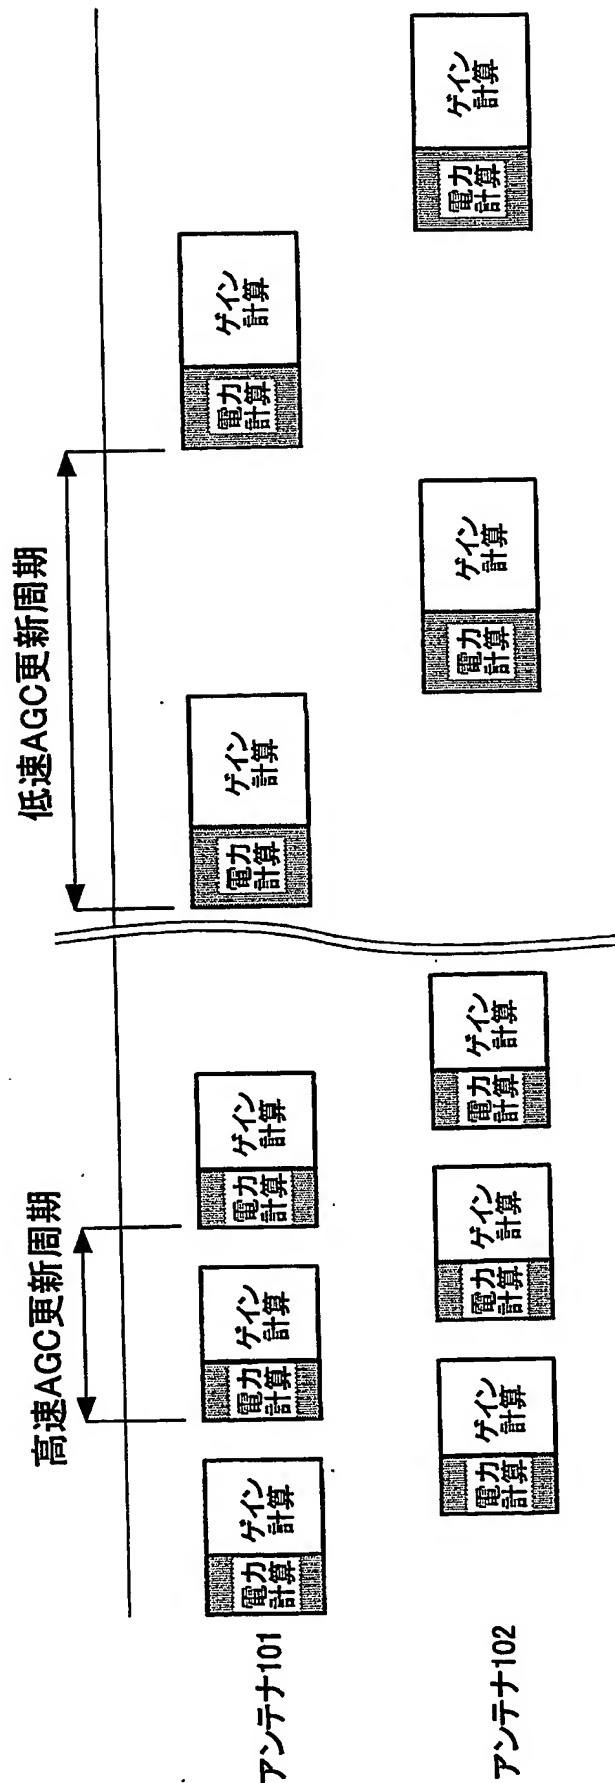 高速AGC更新周期
低速AGC更新周期
アンテナ101
電力
計算
ゲイン
計算
電力
計算
ゲイン
計算
電力
計算
ゲイン
計算
電力
計算
ゲイン
計算
電力
計算
ゲイン
計算
アンテナ102
電力
計算
ゲイン
計算
電力
計算
ゲイン
計算
電力
計算
ゲイン
計算
電力
計算
ゲイン
計算
電力
計算
ゲイン
計算